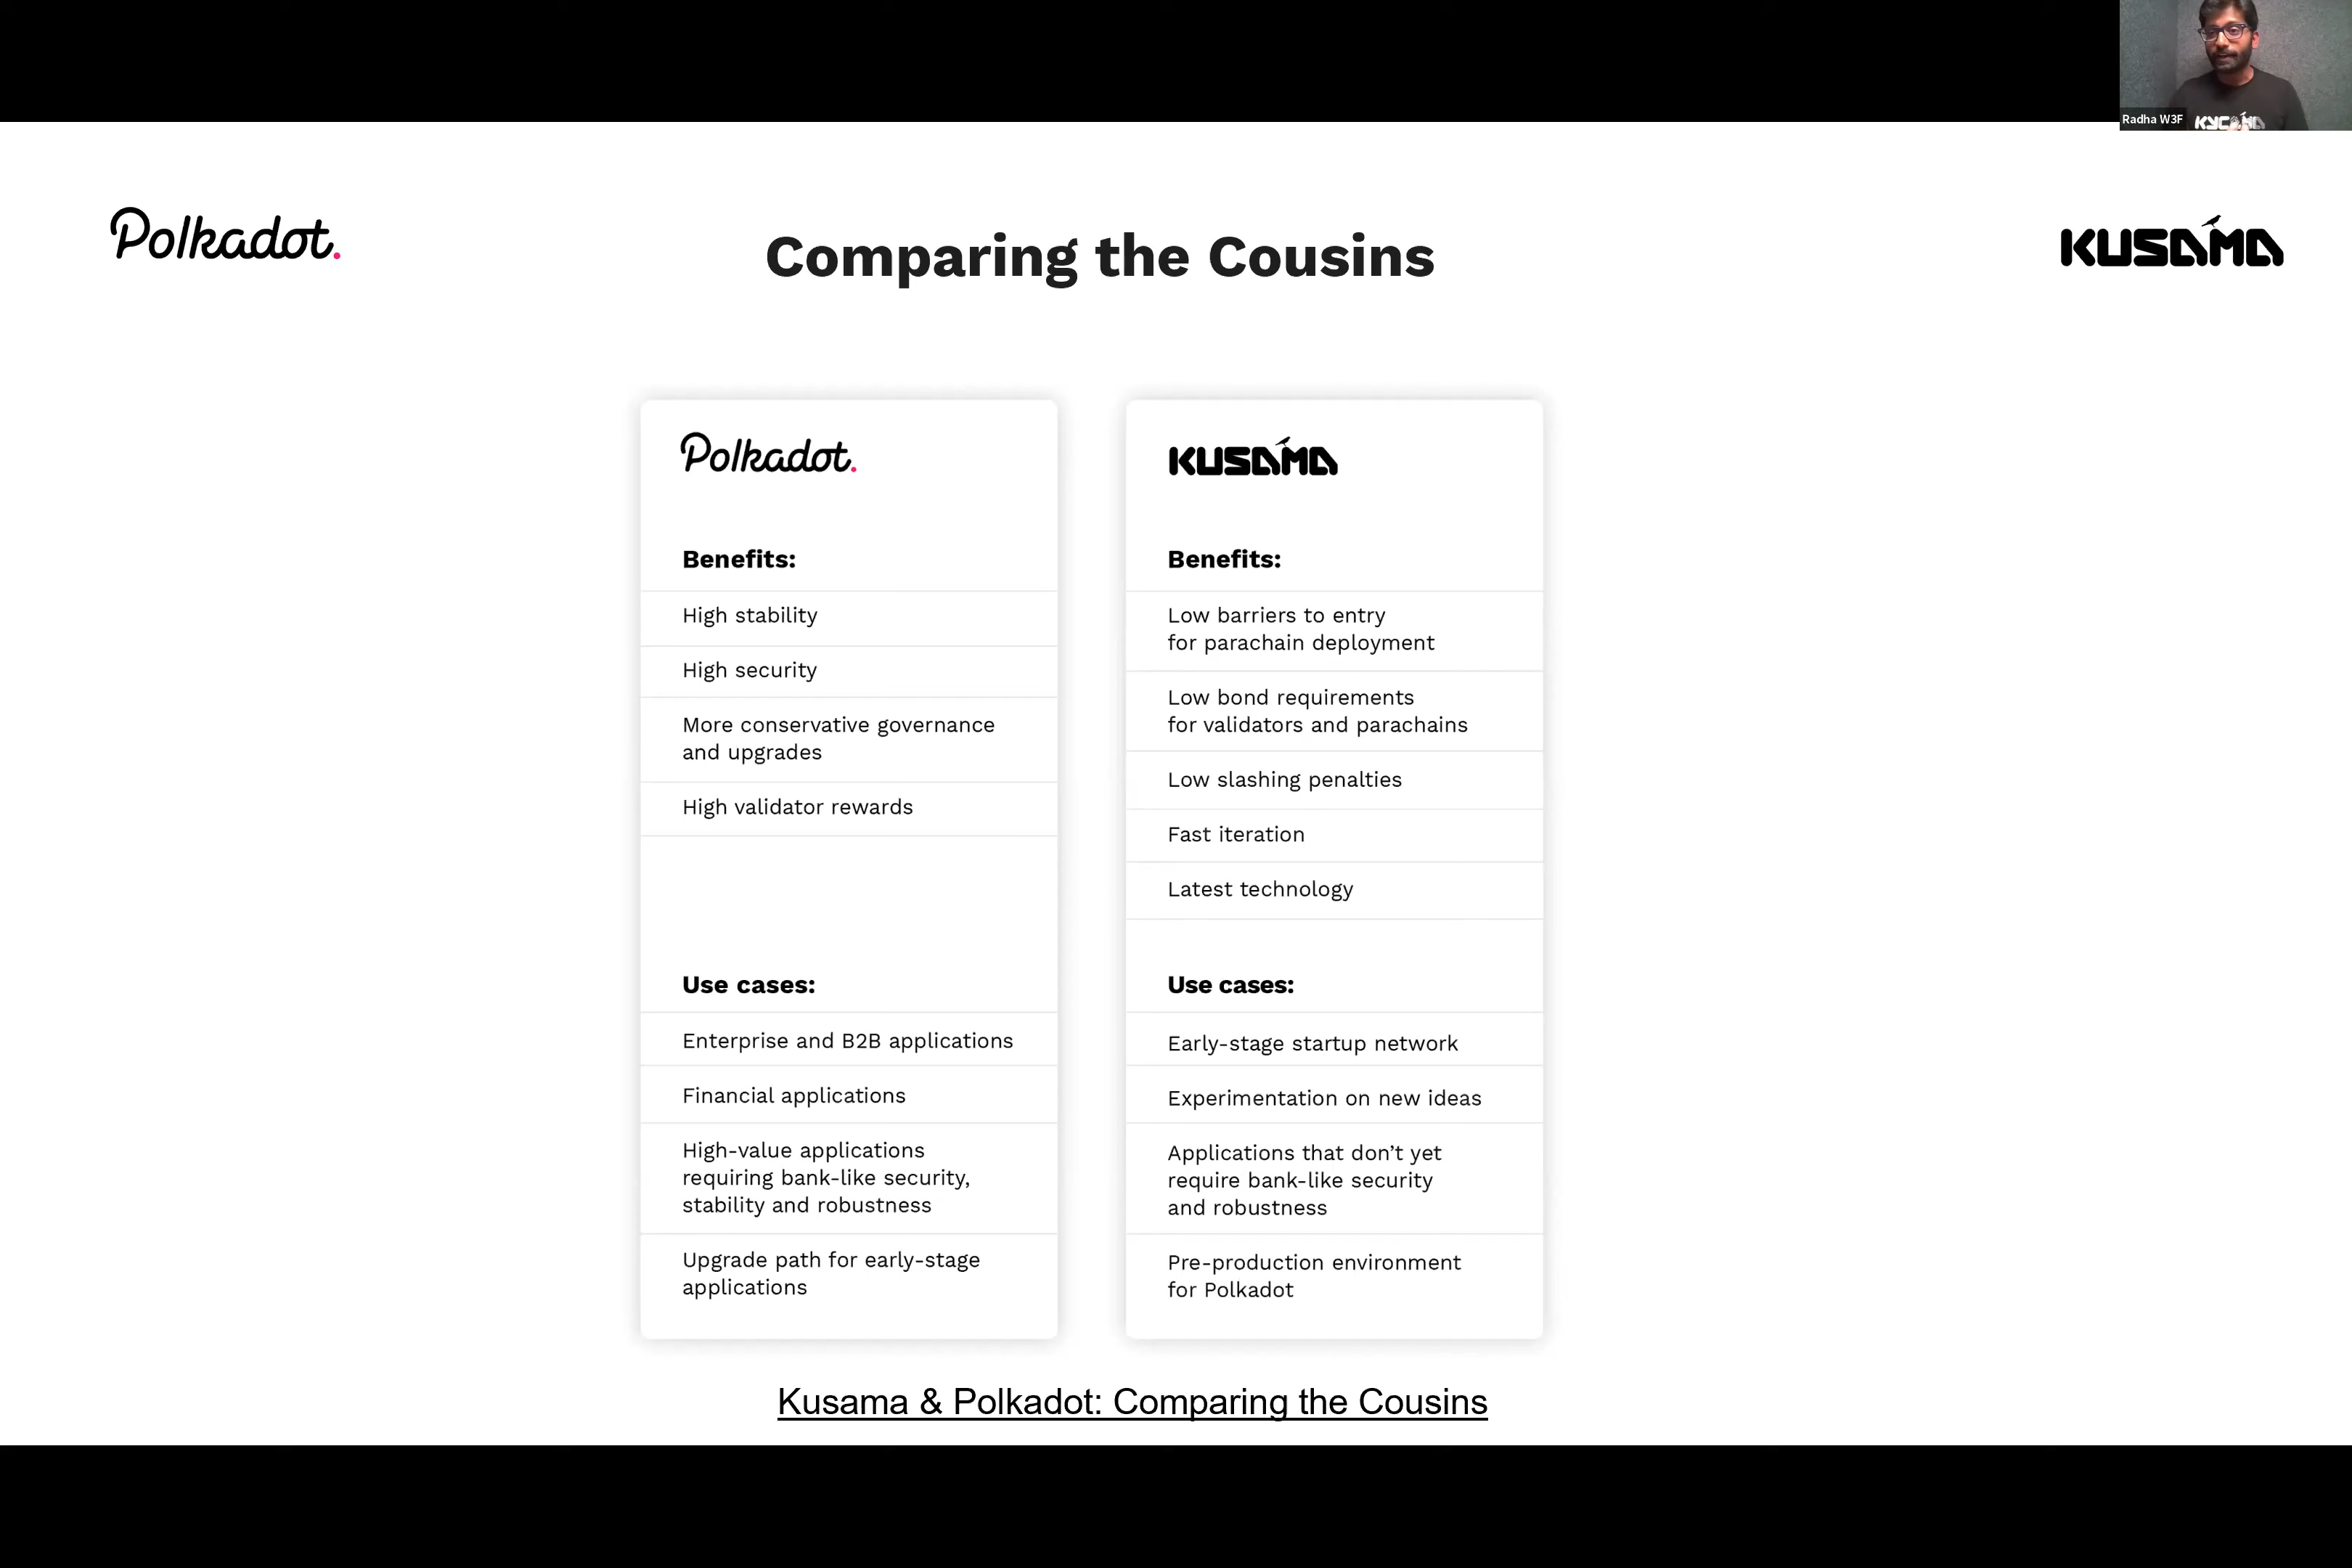 Radha W3F
Polkadot.
Comparing the Cousins
KUSAMA
Polkadot.
Benefits:
High stability
High security
More conservative governance
and upgrades
High validator rewards
Use cases:
Enterprise and B2B applications
Financial applications
High-value applications
requiring bank-like security,
stability and robustness
Upgrade path for early-stage
applications
KUSAMA
Benefits:
Low barriers to entry
for parachain deployment
Low bond requirements
for validators and parachains
Low slashing penalties
Fast iteration
Latest technology
Use cases:
Early-stage startup network
Experimentation on new ideas
Applications that don’t yet
require bank-like security
and robustness
Pre-production environment
for Polkadot
Kusama & Polkadot: Comparing the Cousins